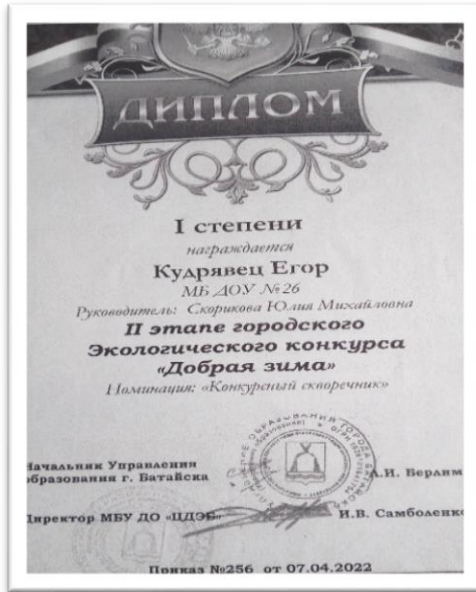 ДИПЛОМ
I степени
награждается
Кудрявец Егор
МБ ДОУ №26
Руководитель: Скорикова Юлия Михайловна
II этапе городского
Экологического конкурса
«Добрая зима»
Номинация: «Конкурсный скворечник»
Начальник Управления
образования г. Батайска Л.И. Берлим
Директор МБУ ДО «ЦДЭБ» И.В. Самболенко
Приказ №256 от 07.04.2022